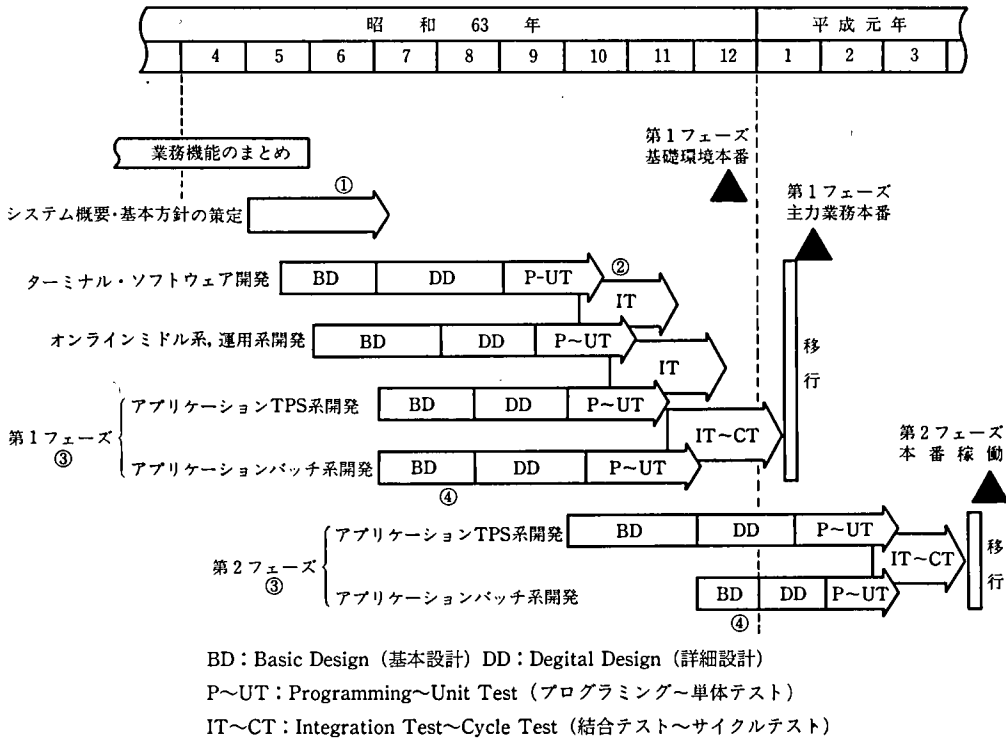 昭和63年 平成元年
4 5 6 7 8 9 10 11 12 1 2 3
業務機能のまとめ
第1フェーズ
基礎環境本番
第1フェーズ
主力業務本番
①
システム概要・基本方針の策定
ターミナル・ソフトウェア開発 BD DD P-UT ② IT
オンラインミドル系,運用系開発 BD DD P~UT IT
移行
第1フェーズ
③
アプリケーションTPS系開発 BD DD P~UT
IT~CT
アプリケーションバッチ系開発 BD DD P~UT
④
第2フェーズ
本番稼働
第2フェーズ
③
アプリケーションTPS系開発 BD DD P~UT
IT~CT
移行
アプリケーションバッチ系開発 BD DD P~UT
④
BD:Basic Design(基本設計) DD:Degital Design(詳細設計)
P~UT:Programming~Unit Test(プログラミング~単体テスト)
IT~CT:Integration Test~Cycle Test(結合テスト~サイクルテスト)